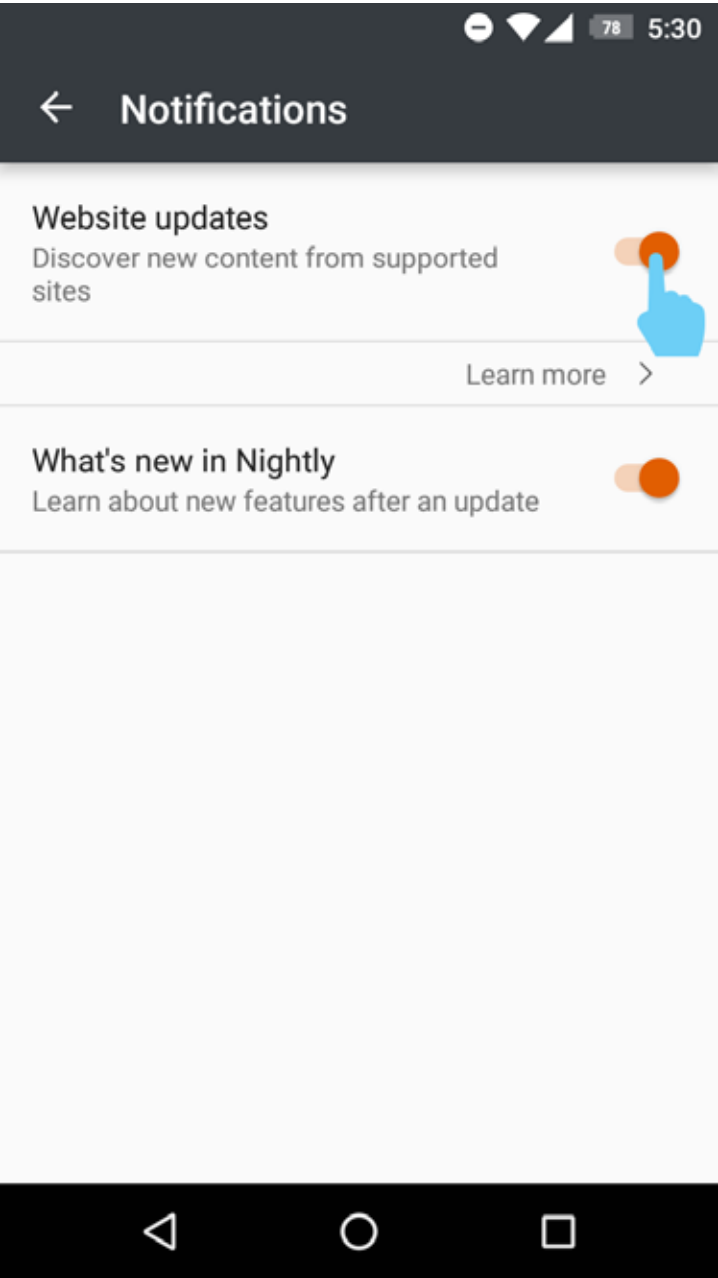 78 5:30
Notifications
Website updates
Discover new content from supported
sites
Learn more
What's new in Nightly
Learn about new features after an update